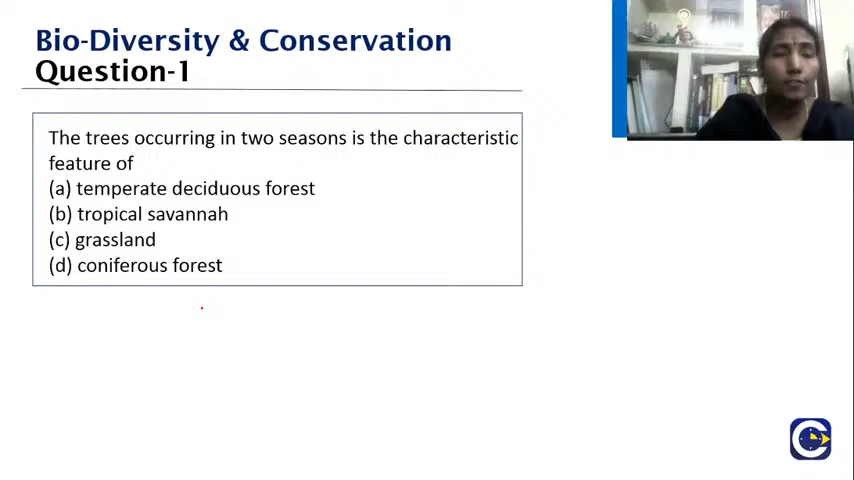 Bio-Diversity & Conservation
Question-1
The trees occurring in two seasons is the characteristic
feature of
(a) temperate deciduous forest
(b) tropical savannah
(c) grassland
(d) coniferous forest